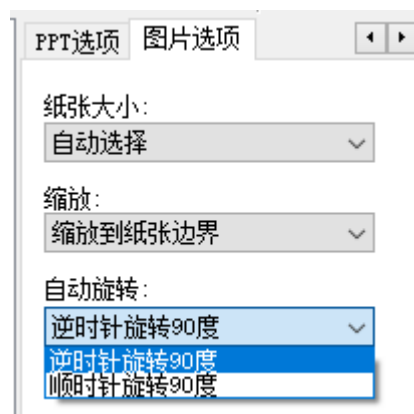 PPT选项 图片选项
纸张大小:
自动选择
缩放:
缩放到纸张边界
自动旋转:
逆时针旋转90度
逆时针旋转90度
顺时针旋转90度